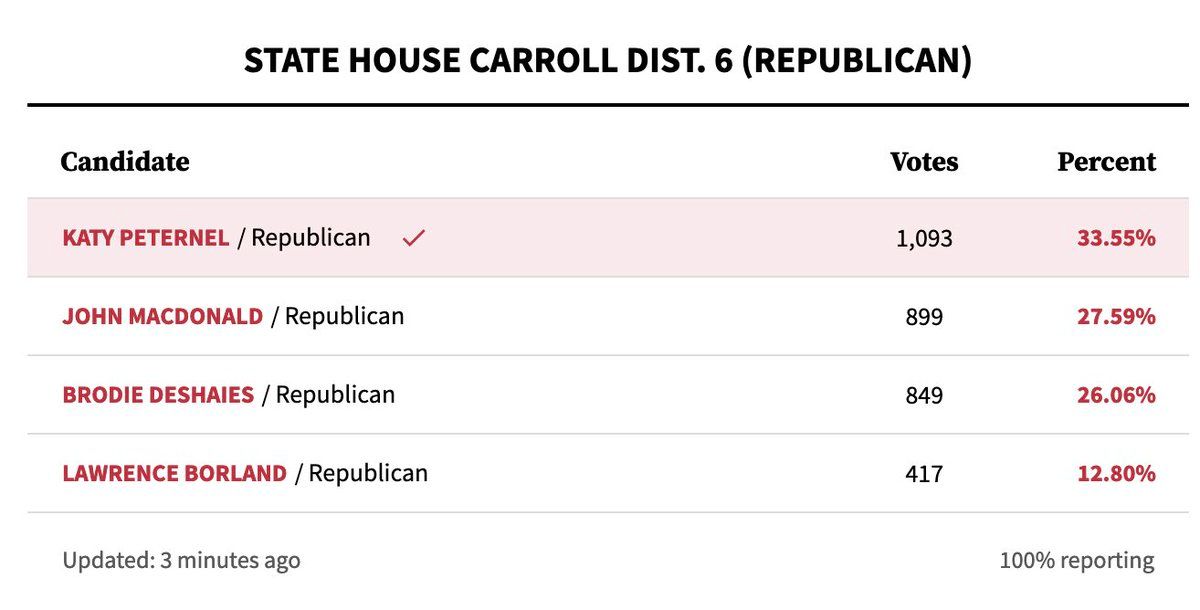 STATE HOUSE CARROLL DIST. 6 (REPUBLICAN)
Candidate Votes Percent
KATY PETERNEL / Republican ✓ 1,093 33.55%
JOHN MACDONALD / Republican 899 27.59%
BRODIE DESHAIES / Republican 849 26.06%
LAWRENCE BORLAND / Republican 417 12.80%
Updated: 3 minutes ago 100% reporting